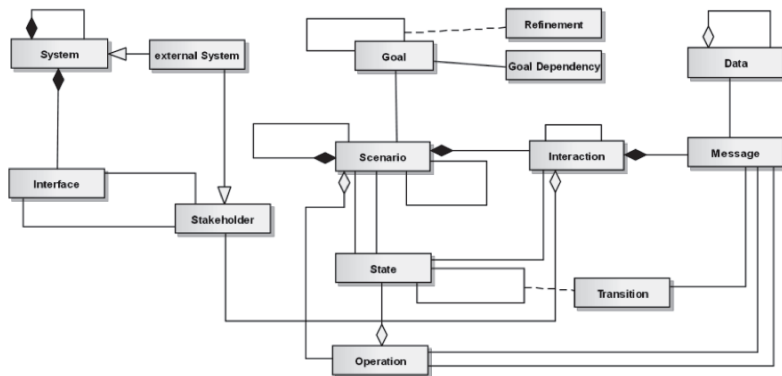 Refinement
System
external System
Goal
Goal Dependency
Data
Scenario
Interaction
Message
Interface
Stakeholder
State
Transition
Operation